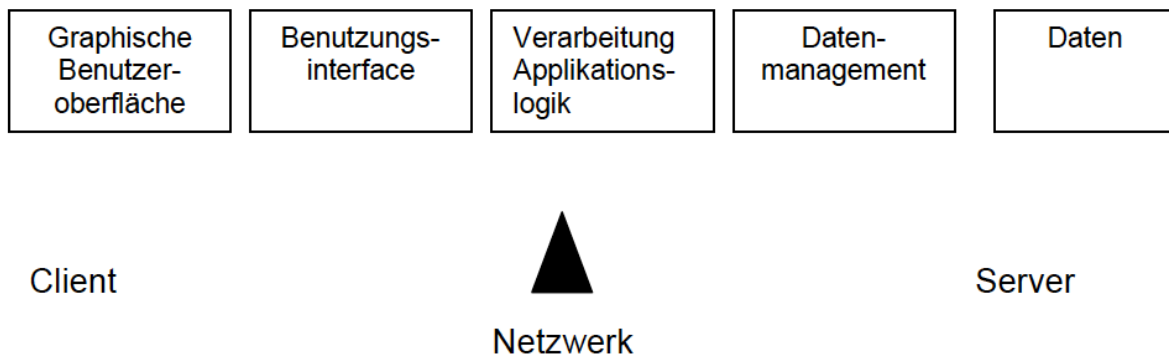 Graphische
Benutzer-
oberfläche
Benutzungs-
interface
Verarbeitung
Applikations-
logik
Daten-
management
Daten
Client
Server
Netzwerk